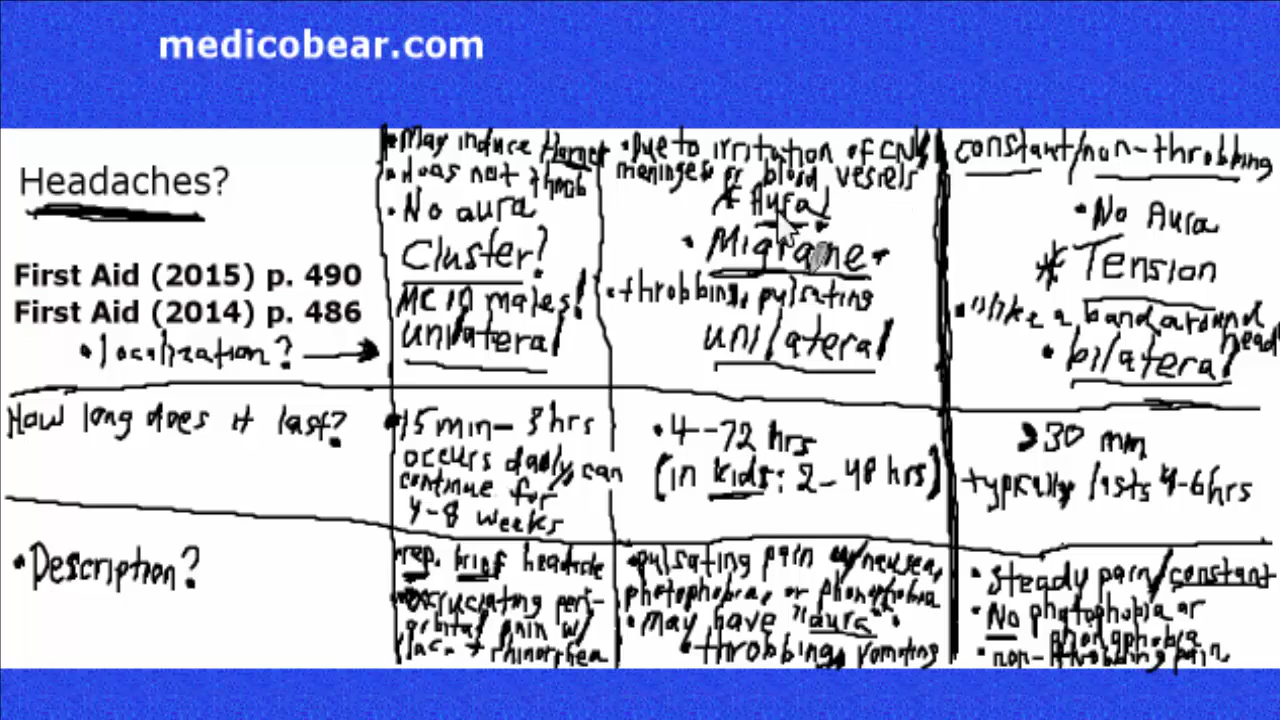 medicobear.com
Headaches?
First Aid (2015) p. 490
First Aid (2014) p. 486
• localization?
• May induce Horner
• does not throb
• No aura
Cluster?
MC in males!
unilateral
• Due to irritation of CN V
meninges or blood vessels
* Aura!
• Migrane •
• throbbing, pulsating
unilateral
constant/non-throbbing
• No Aura
* Tension
• "like a band around
head
• bilateral
How long does it last?
• 15 min - 3 hrs
occurs daily, can
continue for
4-8 weeks
• 4--72 hrs
(in kids: 2-48 hrs)
>30 min
typically lasts 4-6 hrs
• Description?
• rep. brief headache
• excruciating peri-
orbital pain w/
lac. + rhinorrhea
• pulsating pain w/nausea,
photophobia, or phonophobia
• may have "aura" •
• throbbing, vomiting
• steady pain/constant
• No photophobia or
phonophobia
• non-throbbing pain